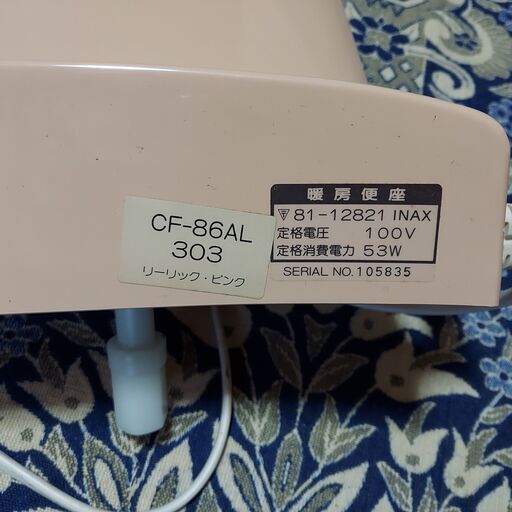 CF-86AL
303
リーリック・ピンク
暖房便座
81-12821 INAX
定格電圧 100V
定格消費電力 53W
SERIAL NO. 105835